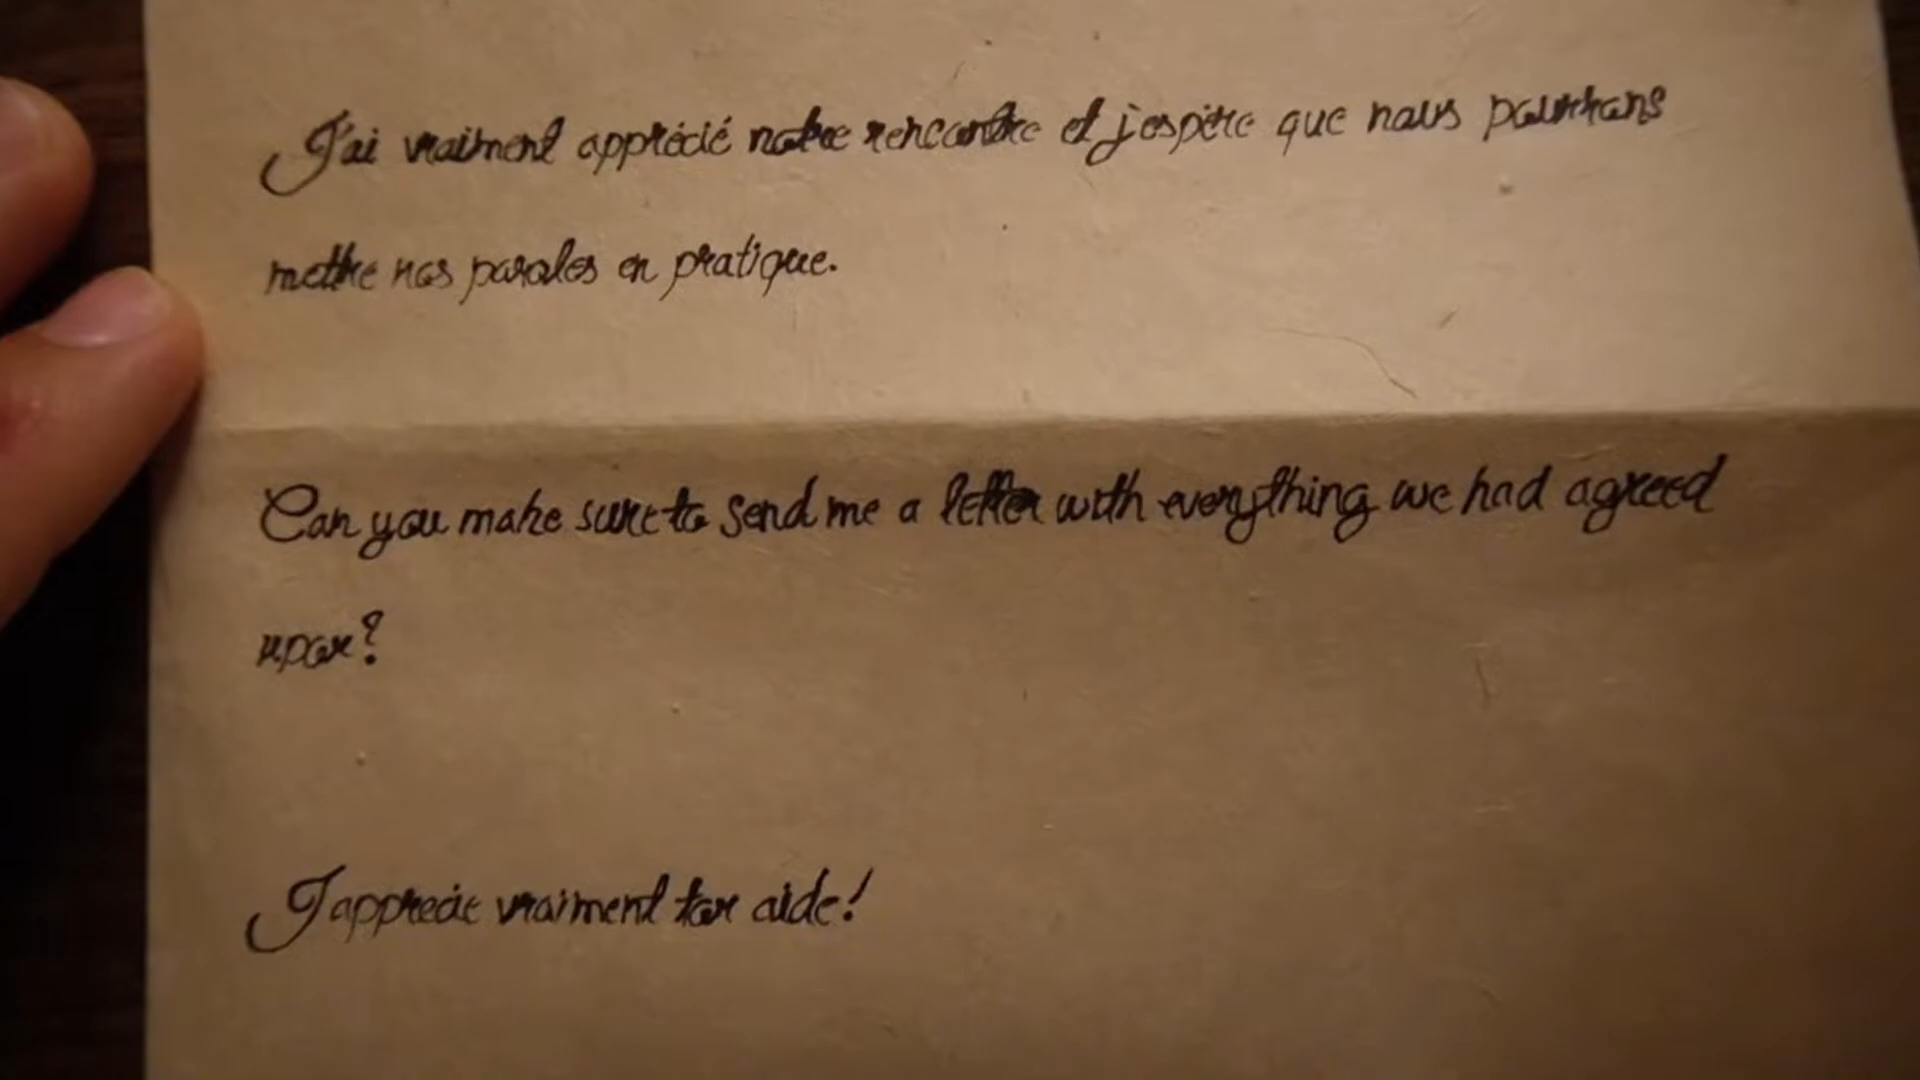 J'ai vraiment apprécié notre rencontre et j'espère que nous pourrons
mettre nos paroles en pratique.
Can you make sure to send me a letter with everything we had agreed
upon?
J'apprecie vraiment ton aide!